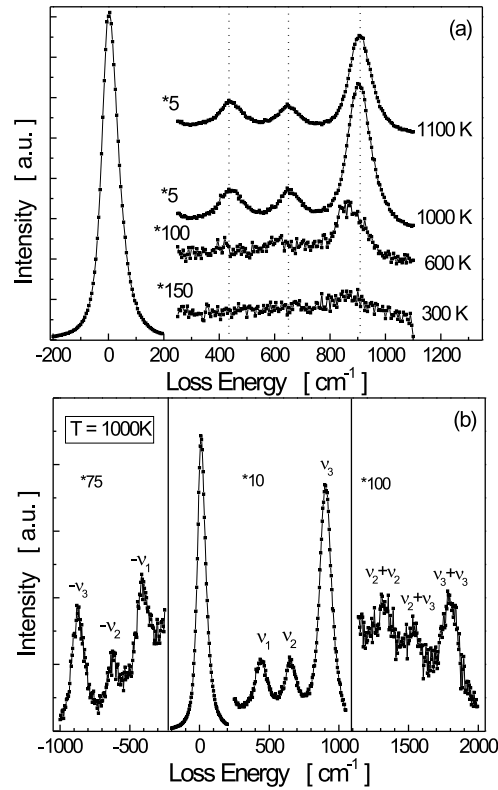 (a)
*5
1100 K
*5
1000 K
*100
600 K
*150
300 K
Intensity [ a.u. ]
-200 0 200 400 600 800 1000 1200
Loss Energy [ cm⁻¹ ]
(b)
T = 1000K
*75
*10
*100
-ν₃
-ν₂
-ν₁
ν₁
ν₂
ν₃
ν₂+ν₂
ν₂+ν₃
ν₃+ν₃
Intensity [ a.u. ]
-1000 -500 0 500 1000 1500 2000
Loss Energy [ cm⁻¹ ]